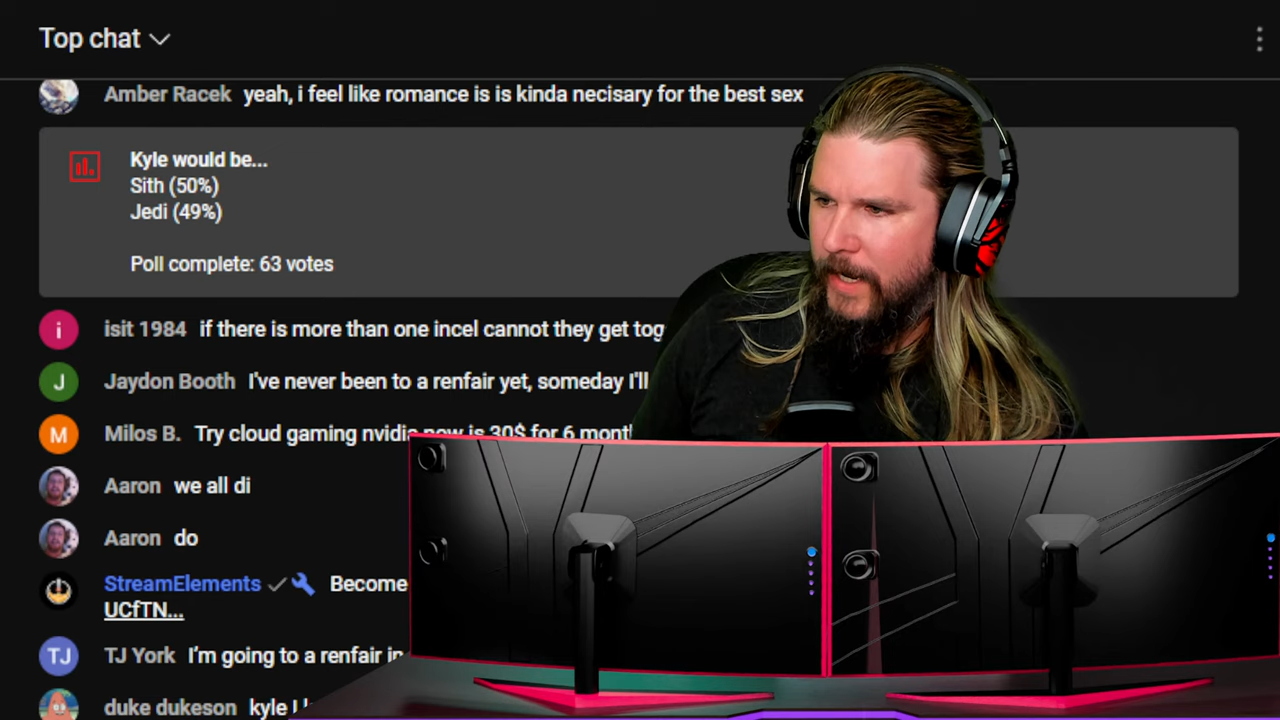 Top chat
Amber Racek yeah, i feel like romance is is kinda necisary for the best sex
Kyle would be...
Sith (50%)
Jedi (49%)
Poll complete: 63 votes
i isit 1984 if there is more than one incel cannot they get tog
J Jaydon Booth I've never been to a renfair yet, someday I'll
M Milos B. Try cloud gaming nvidia now is 30$ for 6 mont
Aaron we all di
Aaron do
StreamElements Become
UCfTN...
TJ TJ York I'm going to a renfair in
duke dukeson kyle